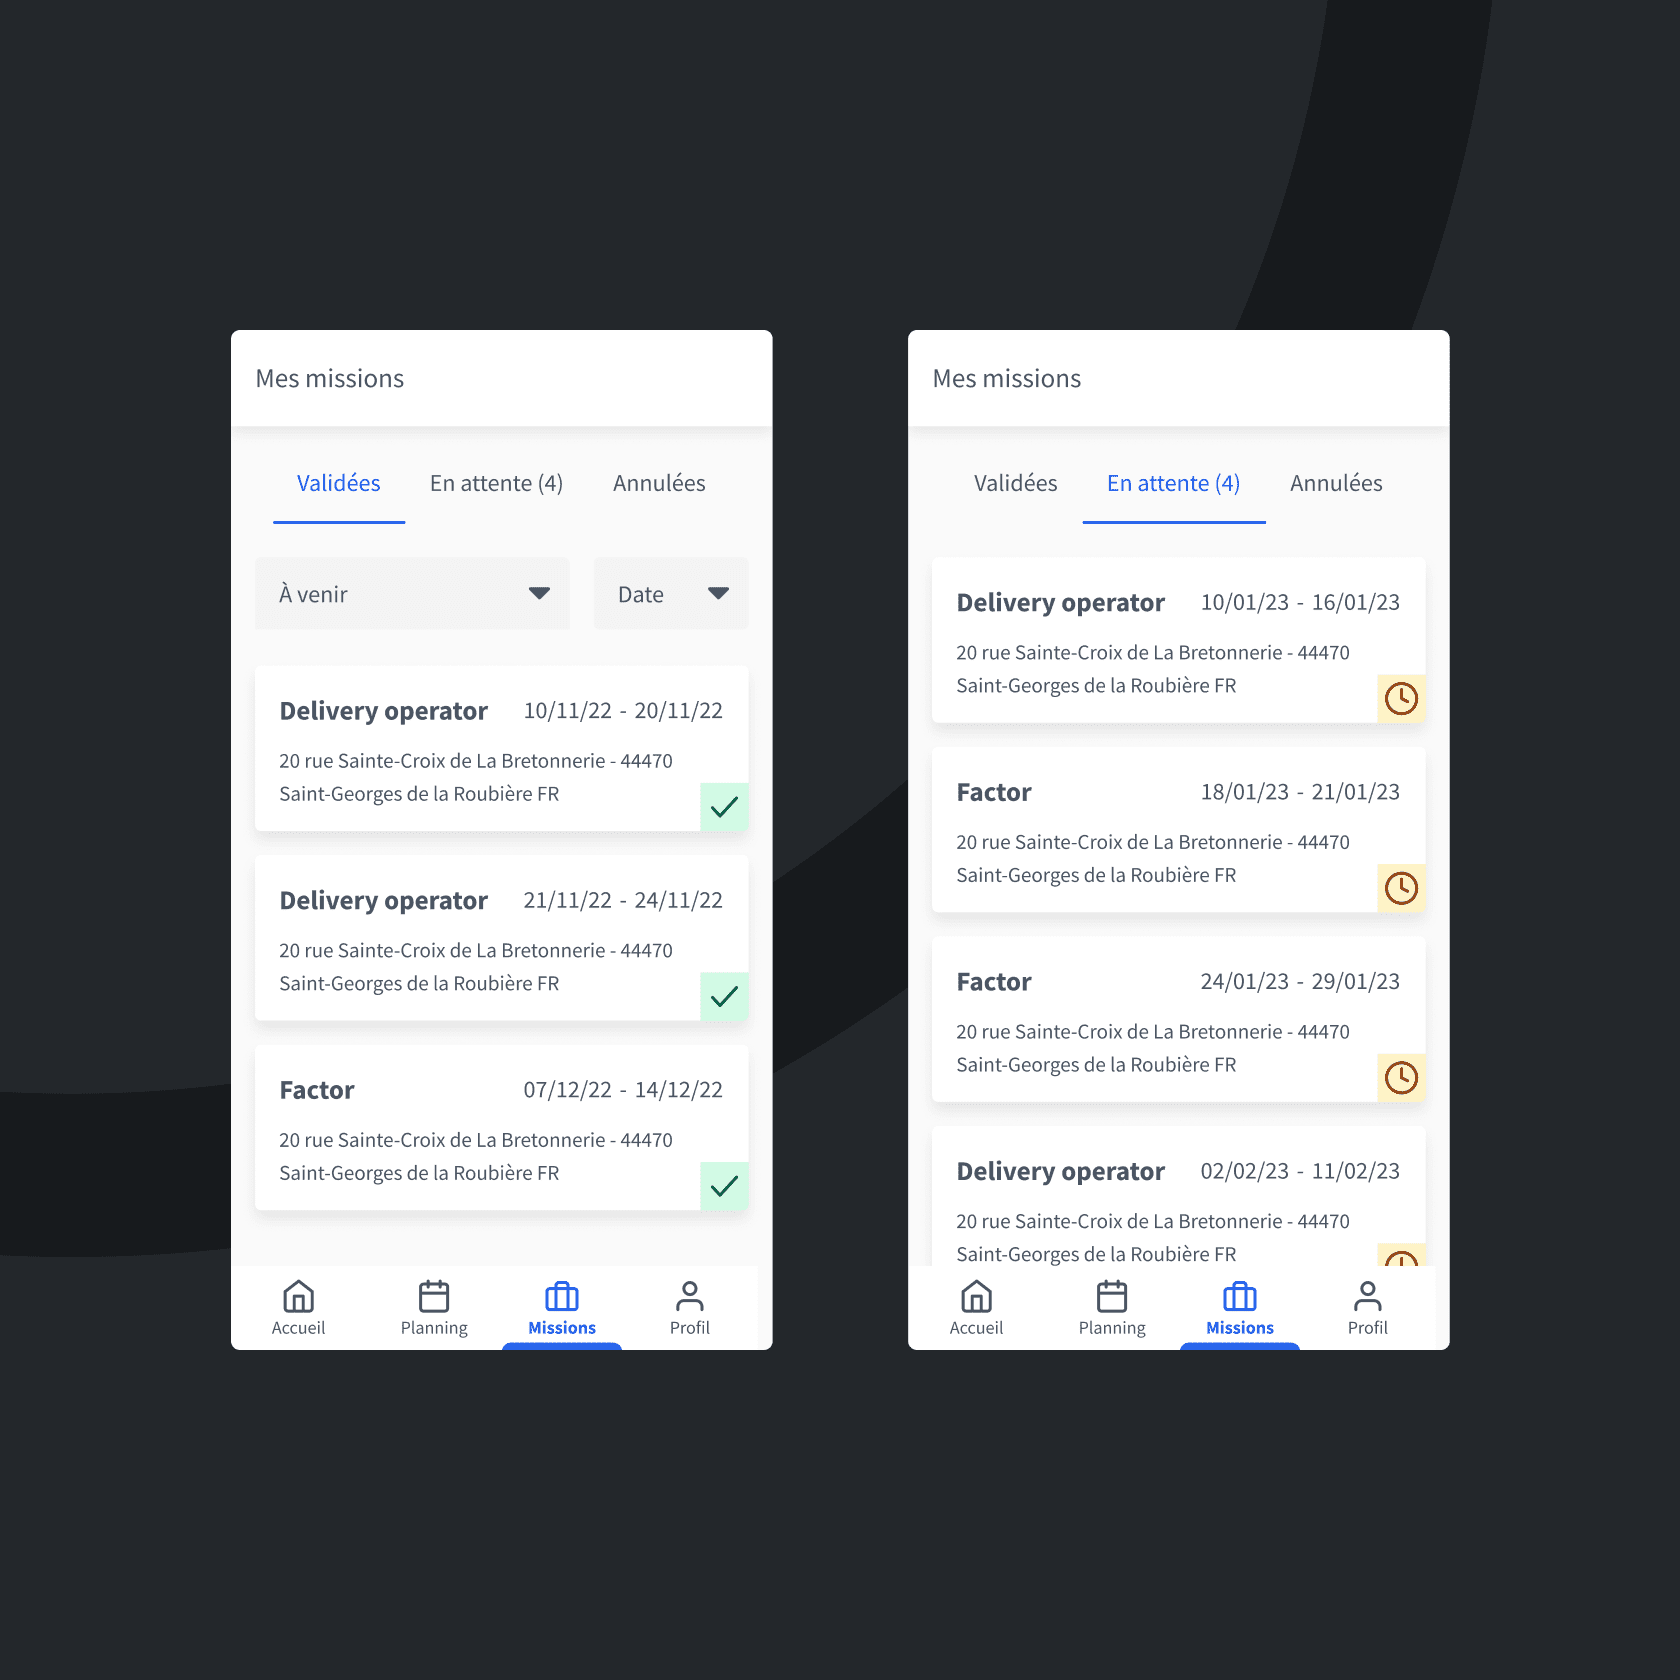 Mes missions
Validées En attente (4) Annulées
À venir Date
Delivery operator 10/11/22 - 20/11/22
20 rue Sainte-Croix de La Bretonnerie - 44470
Saint-Georges de la Roubière FR
Delivery operator 21/11/22 - 24/11/22
20 rue Sainte-Croix de La Bretonnerie - 44470
Saint-Georges de la Roubière FR
Factor 07/12/22 - 14/12/22
20 rue Sainte-Croix de La Bretonnerie - 44470
Saint-Georges de la Roubière FR
Accueil Planning Missions Profil
Mes missions
Validées En attente (4) Annulées
Delivery operator 10/01/23 - 16/01/23
20 rue Sainte-Croix de La Bretonnerie - 44470
Saint-Georges de la Roubière FR
Factor 18/01/23 - 21/01/23
20 rue Sainte-Croix de La Bretonnerie - 44470
Saint-Georges de la Roubière FR
Factor 24/01/23 - 29/01/23
20 rue Sainte-Croix de La Bretonnerie - 44470
Saint-Georges de la Roubière FR
Delivery operator 02/02/23 - 11/02/23
20 rue Sainte-Croix de La Bretonnerie - 44470
Saint-Georges de la Roubière FR
Accueil Planning Missions Profil